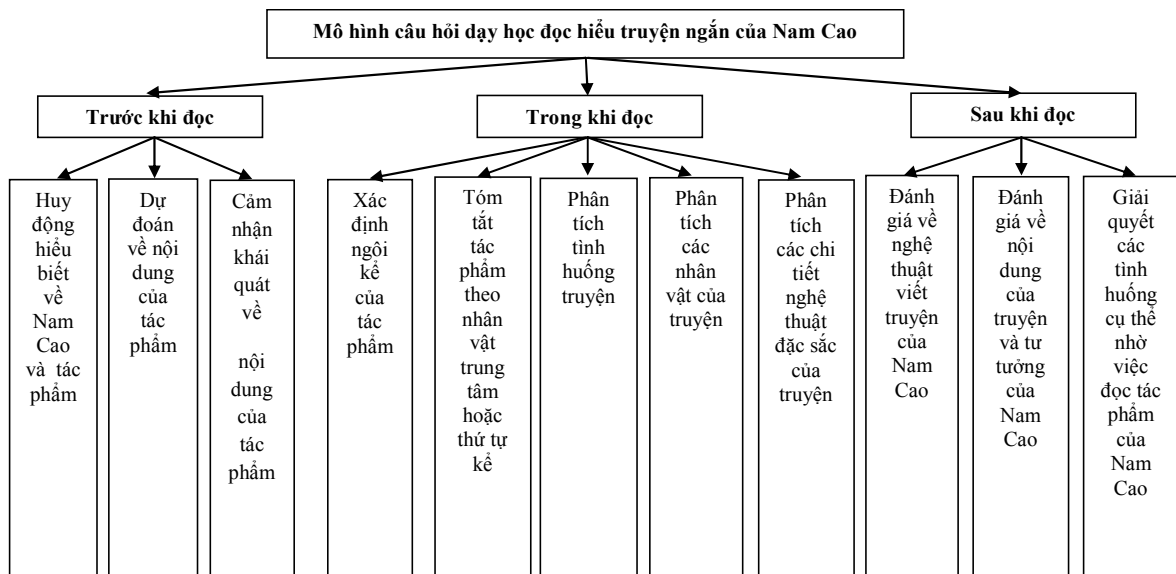 Mô hình câu hỏi dạy học đọc hiểu truyện ngắn của Nam Cao
Trước khi đọc
Trong khi đọc
Sau khi đọc
Huy
động
hiểu
biết
về
Nam
Cao
và tác
phẩm
Dự
đoán
về nội
dung
của
tác
phẩm
Cảm
nhận
khái
quát
về
nội
dung
của
tác
phẩm
Xác
định
ngôi
kể
của
tác
phẩm
Tóm
tắt
tác
phẩm
theo
nhân
vật
trung
tâm
hoặc
thứ tự
kể
Phân
tích
tình
huống
truyện
Phân
tích
các
nhân
vật của
truyện
Phân
tích
các chi
tiết
nghệ
thuật
đặc sắc
của
truyện
Đánh
giá về
nghệ
thuật
viết
truyện
của
Nam
Cao
Đánh
giá về
nội
dung
của
truyện
và tư
tưởng
của
Nam
Cao
Giải
quyết
các
tình
huống
cụ thể
nhờ
việc
đọc tác
phẩm
của
Nam
Cao